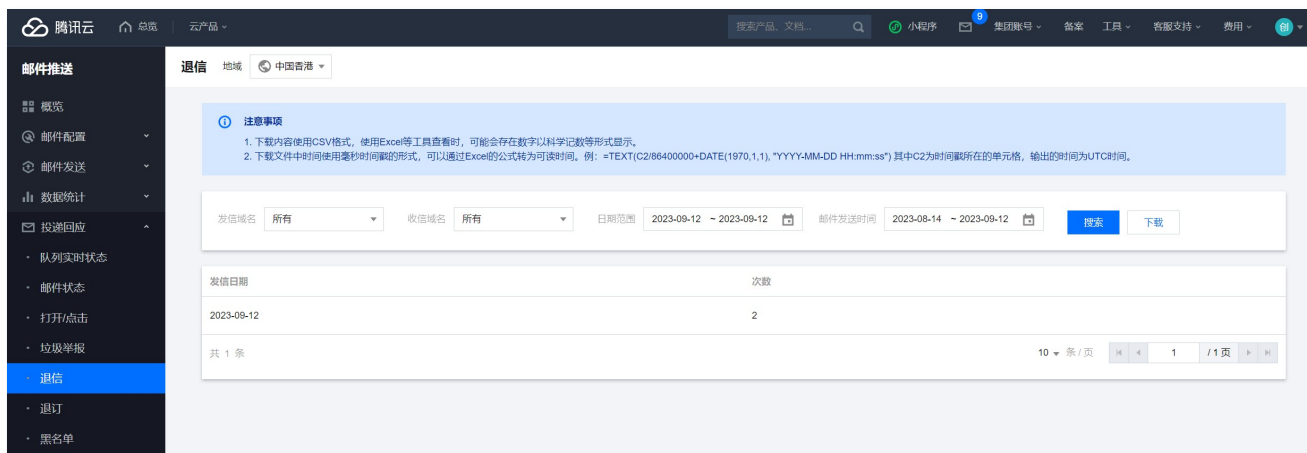 腾讯云 总览 云产品 搜索产品、文档... 小程序 9 集团账号 备案 工具 客服支持 费用 创
邮件推送
概览
邮件配置
邮件发送
数据统计
投递回应
队列实时状态
邮件状态
打开/点击
垃圾举报
退信
退订
黑名单
退信 地域 中国香港
注意事项
1. 下载内容使用CSV格式，使用Excel等工具查看时，可能会存在数字以科学记数等形式显示。
2. 下载文件中时间使用毫秒时间戳的形式，可以通过Excel的公式转为可读时间。例：=TEXT(C2/86400000+DATE(1970,1,1), "YYYY-MM-DD HH:mm:ss") 其中C2为时间戳所在的单元格，输出的时间为UTC时间。
发信域名 所有 收信域名 所有 日期范围 2023-09-12 ~ 2023-09-12 邮件发送时间 2023-08-14 ~ 2023-09-12 搜索 下载
发信日期 次数
2023-09-12 2
共 1 条 10 条 / 页 1 / 1 页